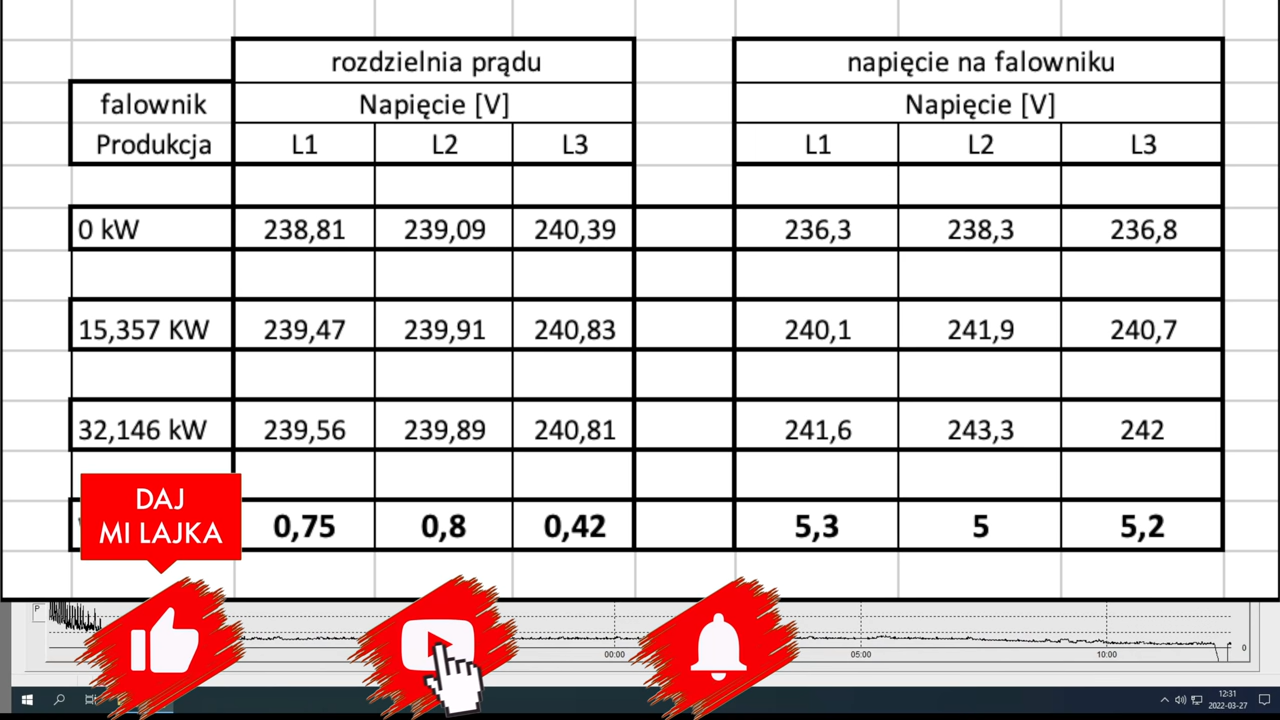 rozdzielnia prądu napięcie na falowniku
falownik Napięcie [V] Napięcie [V]
Produkcja L1 L2 L3 L1 L2 L3
0 kW 238,81 239,09 240,39 236,3 238,3 236,8
15,357 KW 239,47 239,91 240,83 240,1 241,9 240,7
32,146 kW 239,56 239,89 240,81 241,6 243,3 242
DAJ
MI LAJKA
0,75 0,8 0,42 5,3 5 5,2
P
0
00:00 05:00 10:00
12:31
2022-03-27